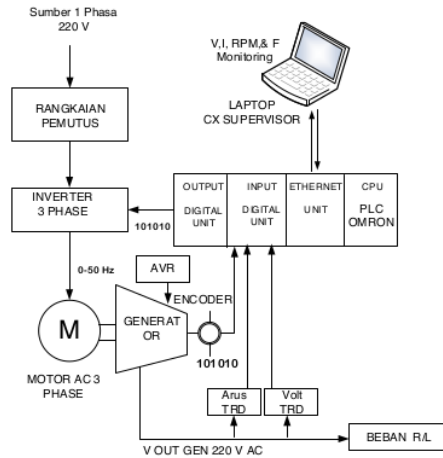 Sumber 1 Phasa
220 V
V,I, RPM,& F
Monitoring
RANGKAIAN
PEMUTUS
LAPTOP
CX SUPERVISOR
OUTPUT
DIGITAL
UNIT
INPUT
DIGITAL
UNIT
ETHERNET
UNIT
CPU
PLC
OMRON
INVERTER
3 PHASE
101010
0-50 Hz
AVR
ENCODER
M
GENERAT
OR
101010
MOTOR AC 3
PHASE
Arus
TRD
Volt
TRD
V OUT GEN 220 V AC
BEBAN R/L